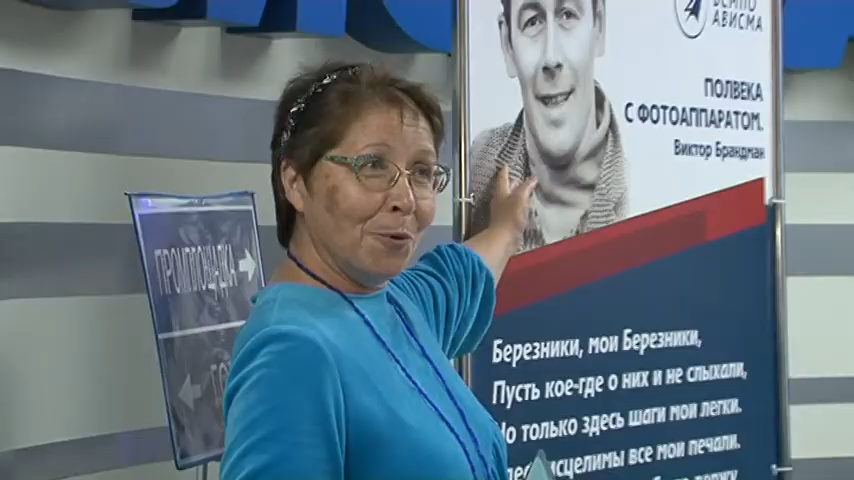 ВСМПО
АВИСМА
ПОЛВЕКА
С ФОТОАППАРАТОМ.
Виктор Брандман
ПРОМПЛОЩАДКА
Березники, мои Березники,
Пусть кое-где о них и не слыхали,
Но только здесь шаги мои легки,
исцелимы все мои печали.